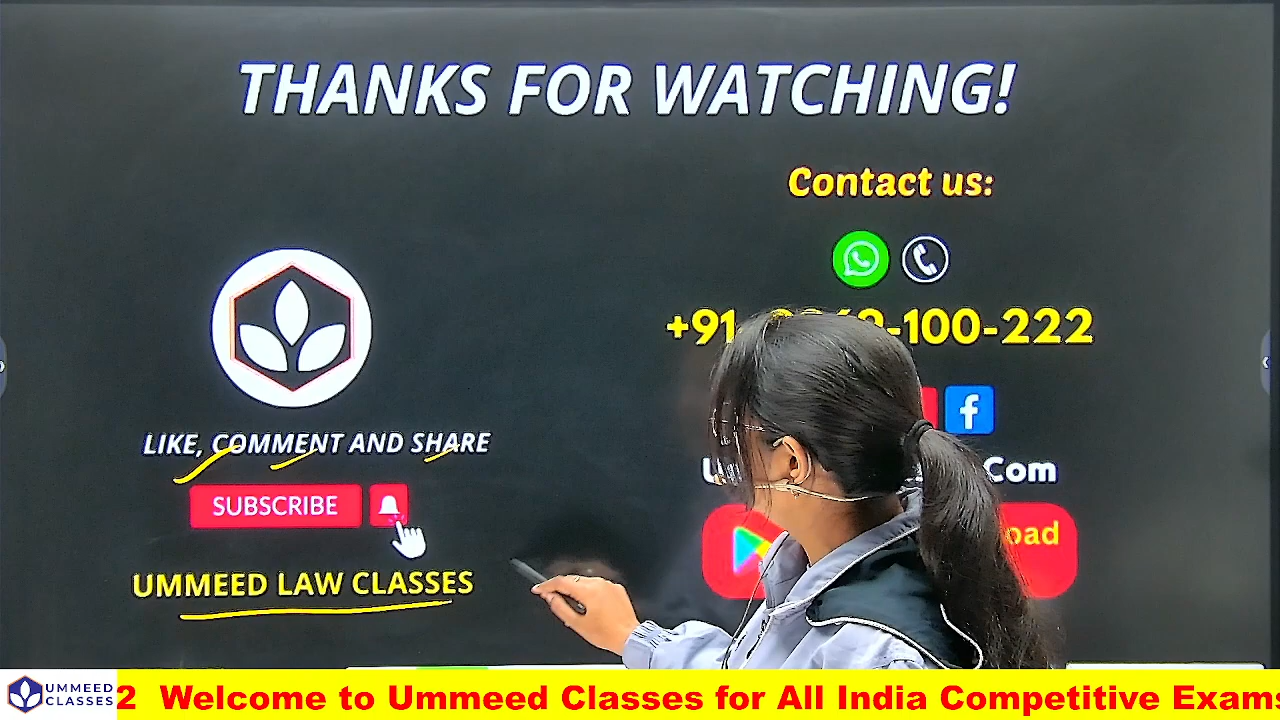 THANKS FOR WATCHING!
Contact us:
LIKE, COMMENT AND SHARE
SUBSCRIBE
UMMEED LAW CLASSES
+91 -100-222
Com
UMMEED
CLASSES
2 Welcome to Ummeed Classes for All India Competitive Exams